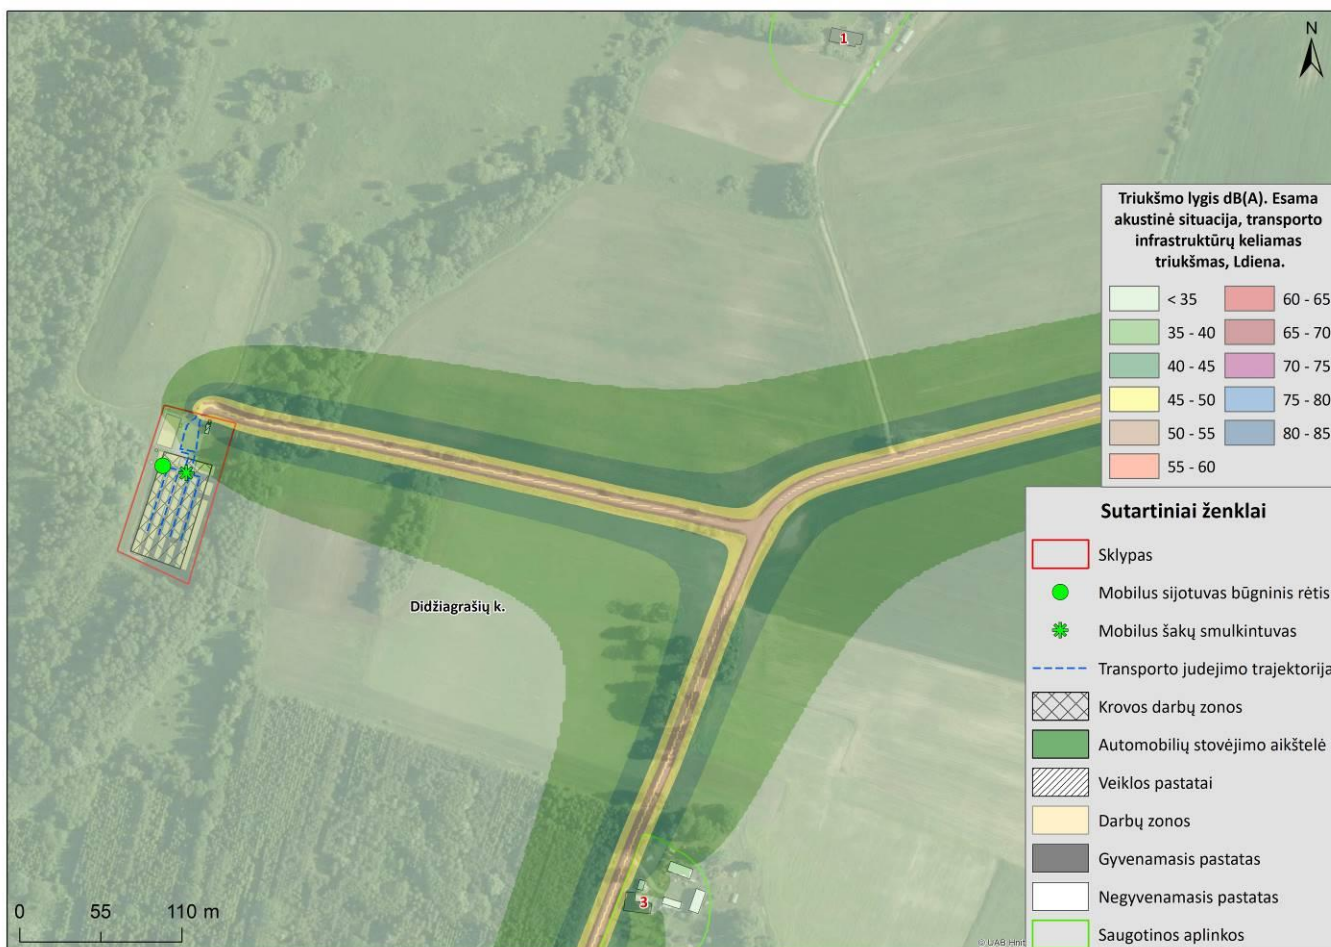 1
N
Triukšmo lygis dB(A). Esama
akustinė situacija, transporto
infrastruktūrų keliamas
triukšmas, Ldiena.
< 35
60 - 65
35 - 40
65 - 70
40 - 45
70 - 75
45 - 50
75 - 80
50 - 55
80 - 85
55 - 60
Sutartiniai ženklai
Sklypas
Mobilus sijotuvas būgninis rėtis
Mobilus šakų smulkintuvas
Transporto judejimo trajektorija
Krovos darbų zonos
Automobilių stovėjimo aikštelė
Veiklos pastatai
Darbų zonos
Gyvenamasis pastatas
Negyvenamasis pastatas
Saugotinos aplinkos
Didžiagrašių k.
3
0 55 110 m
© UAB Hnit